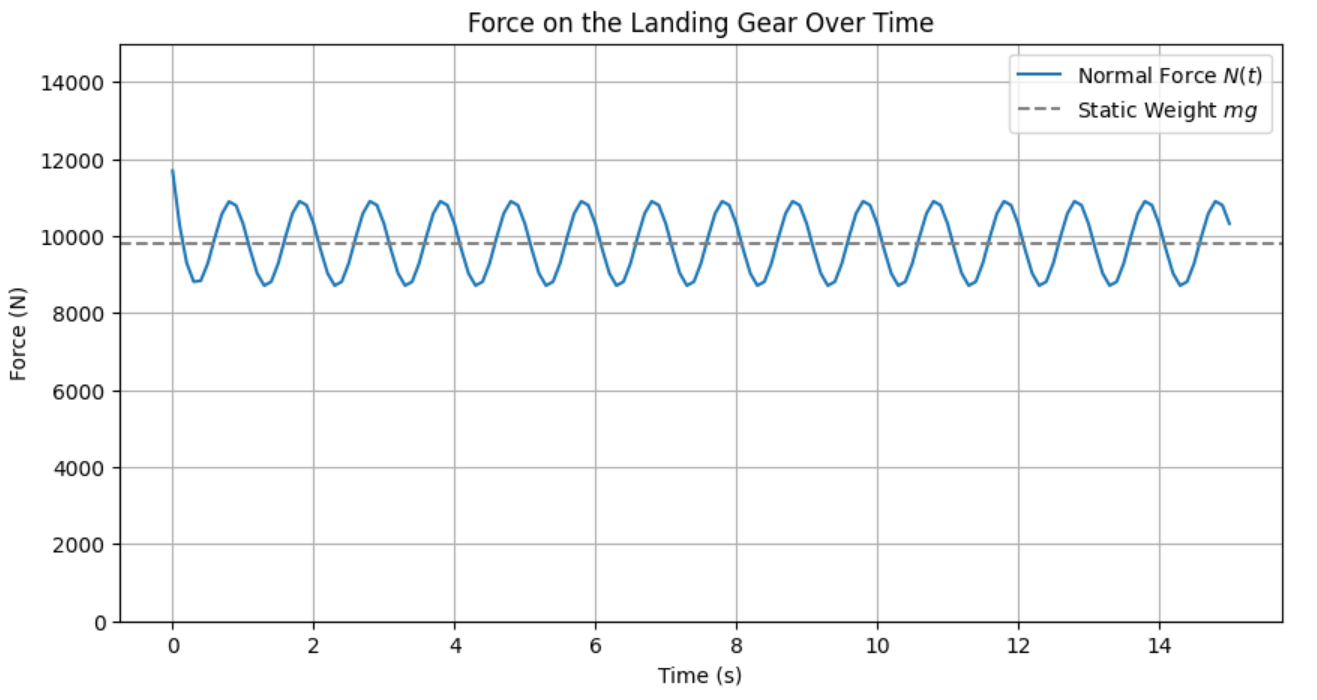 Force on the Landing Gear Over Time
Normal Force N(t)
Static Weight mg
14000
12000
10000
8000
6000
4000
2000
0
Force (N)
0 2 4 6 8 10 12 14
Time (s)